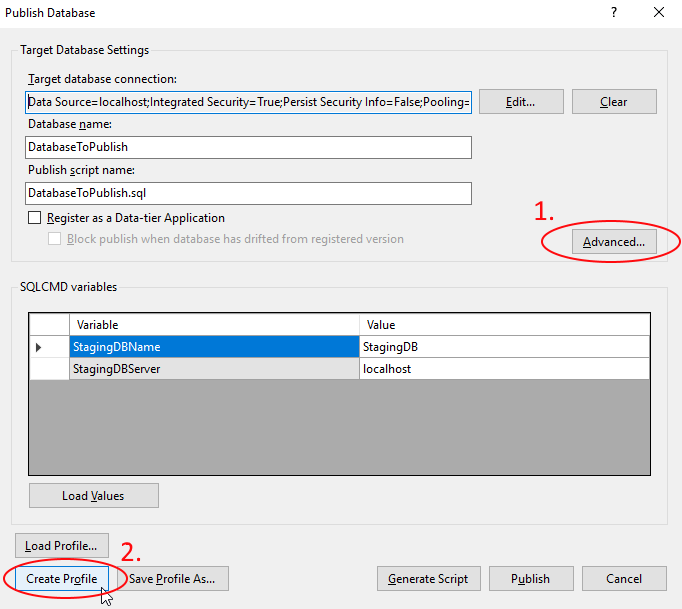 Publish Database
?
Target Database Settings
Target database connection:
Data Source=localhost;Integrated Security=True;Persist Security Info=False;Pooling=
Edit...
Clear
Database name:
DatabaseToPublish
Publish script name:
DatabaseToPublish.sql
Register as a Data-tier Application
Block publish when database has drifted from registered version
1.
Advanced...
SQLCMD variables
Variable Value
StagingDBName StagingDB
StagingDBServer localhost
Load Values
Load Profile...
2.
Create Profile
Save Profile As...
Generate Script
Publish
Cancel